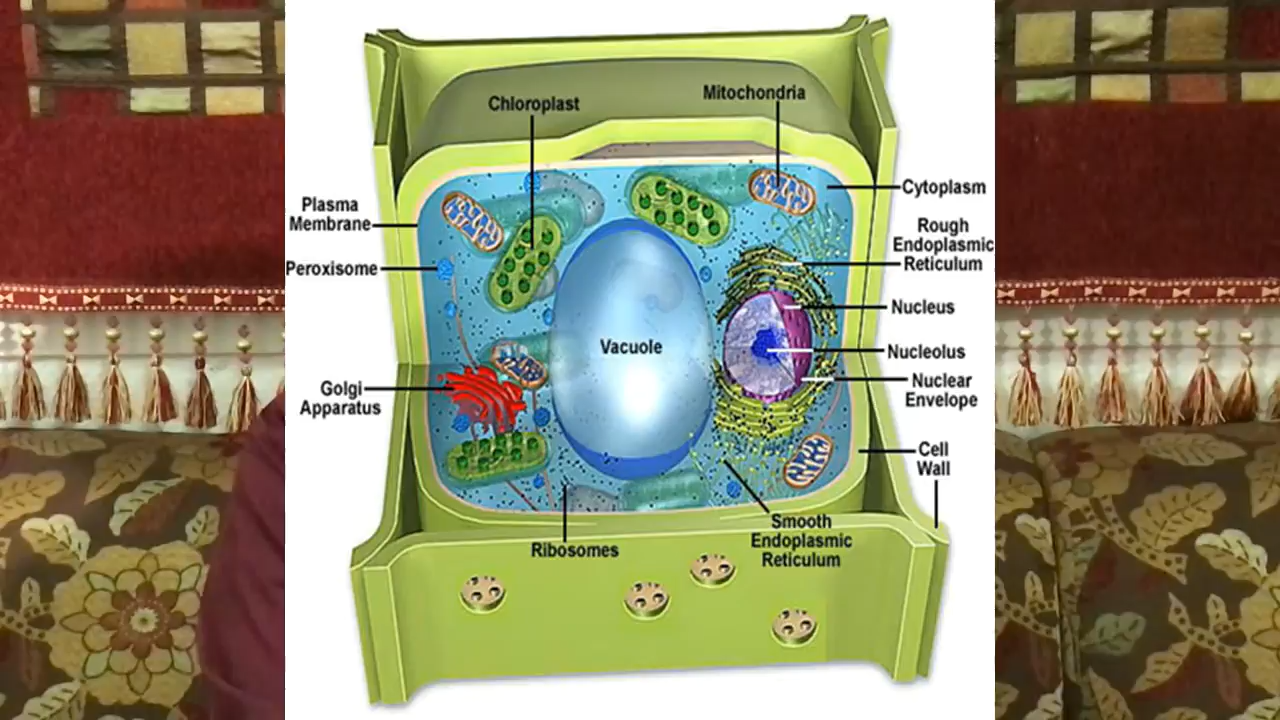 Chloroplast
Mitochondria
Cytoplasm
Plasma
Membrane
Rough
Endoplasmic
Reticulum
Peroxisome
Nucleus
Vacuole
Nucleolus
Golgi
Apparatus
Nuclear
Envelope
Cell
Wall
Smooth
Endoplasmic
Reticulum
Ribosomes